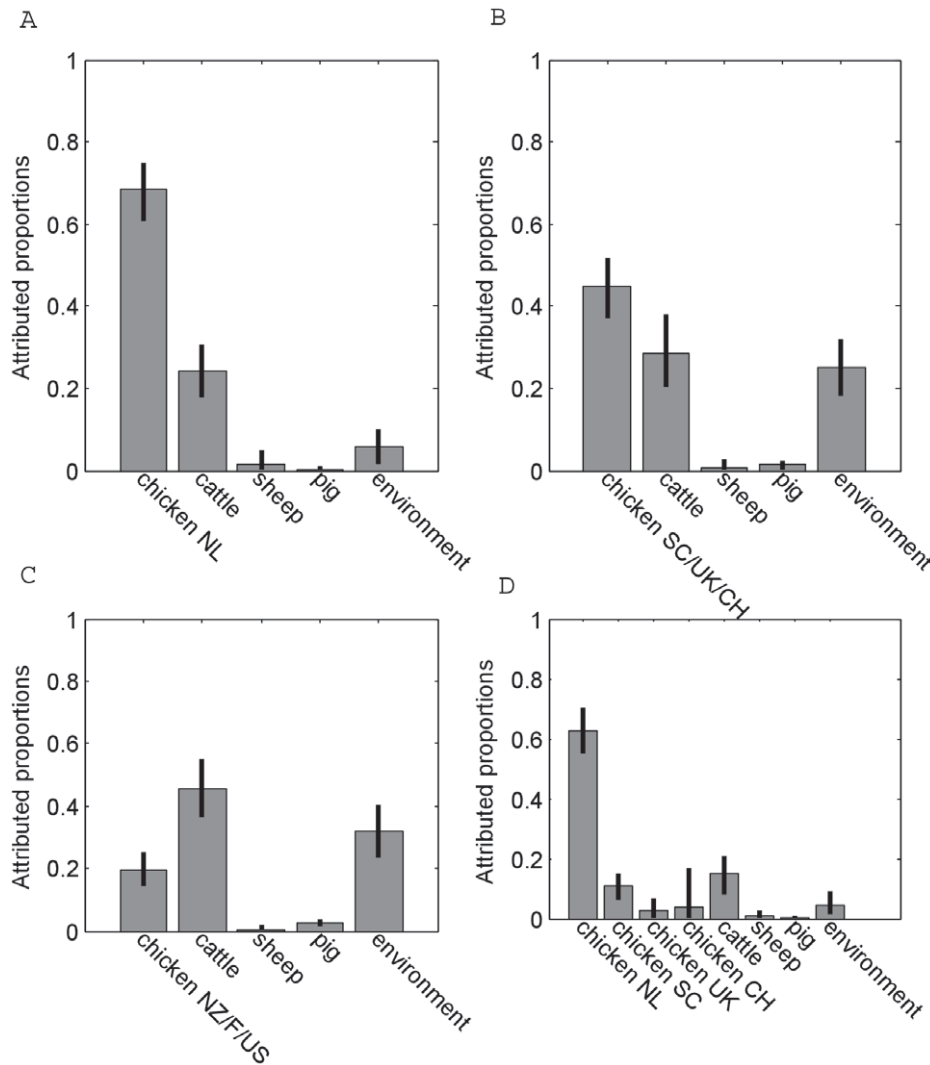 A
Attributed proportions
1
0.8
0.6
0.4
0.2
0
chicken NL
cattle
sheep
pig
environment
B
Attributed proportions
1
0.8
0.6
0.4
0.2
0
chicken SC/UK/CH
cattle
sheep
pig
environment
C
Attributed proportions
1
0.8
0.6
0.4
0.2
0
chicken NZ/F/US
cattle
sheep
pig
environment
D
Attributed proportions
1
0.8
0.6
0.4
0.2
0
chicken NL
chicken SC
chicken UK
chicken CH
cattle
sheep
pig
environment